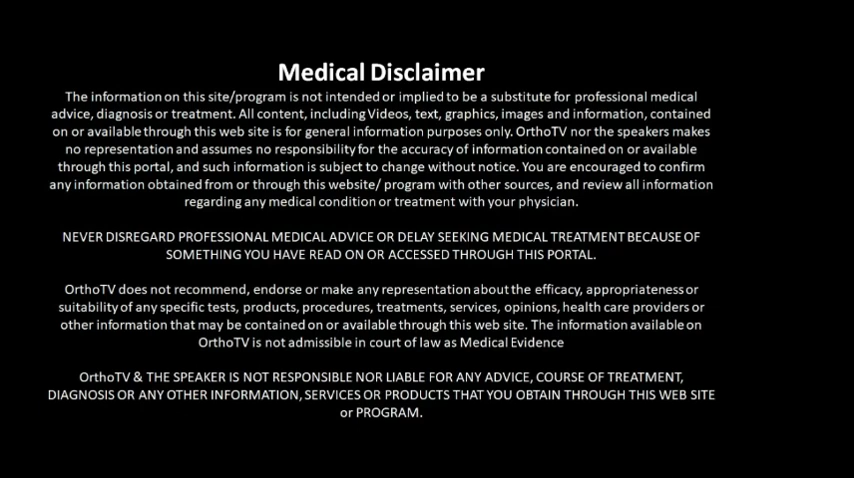 Medical Disclaimer
The information on this site/program is not intended or implied to be a substitute for professional medical
advice, diagnosis or treatment. All content, including Videos, text, graphics, images and information, contained
on or available through this web site is for general information purposes only. OrthoTV nor the speakers makes
no representation and assumes no responsibility for the accuracy of information contained on or available
through this portal, and such information is subject to change without notice. You are encouraged to confirm
any information obtained from or through this website/ program with other sources, and review all information
regarding any medical condition or treatment with your physician.
NEVER DISREGARD PROFESSIONAL MEDICAL ADVICE OR DELAY SEEKING MEDICAL TREATMENT BECAUSE OF
SOMETHING YOU HAVE READ ON OR ACCESSED THROUGH THIS PORTAL.
OrthoTV does not recommend, endorse or make any representation about the efficacy, appropriateness or
suitability of any specific tests, products, procedures, treatments, services, opinions, health care providers or
other information that may be contained on or available through this web site. The information available on
OrthoTV is not admissible in court of law as Medical Evidence
OrthoTV & THE SPEAKER IS NOT RESPONSIBLE NOR LIABLE FOR ANY ADVICE, COURSE OF TREATMENT,
DIAGNOSIS OR ANY OTHER INFORMATION, SERVICES OR PRODUCTS THAT YOU OBTAIN THROUGH THIS WEB SITE
or PROGRAM.